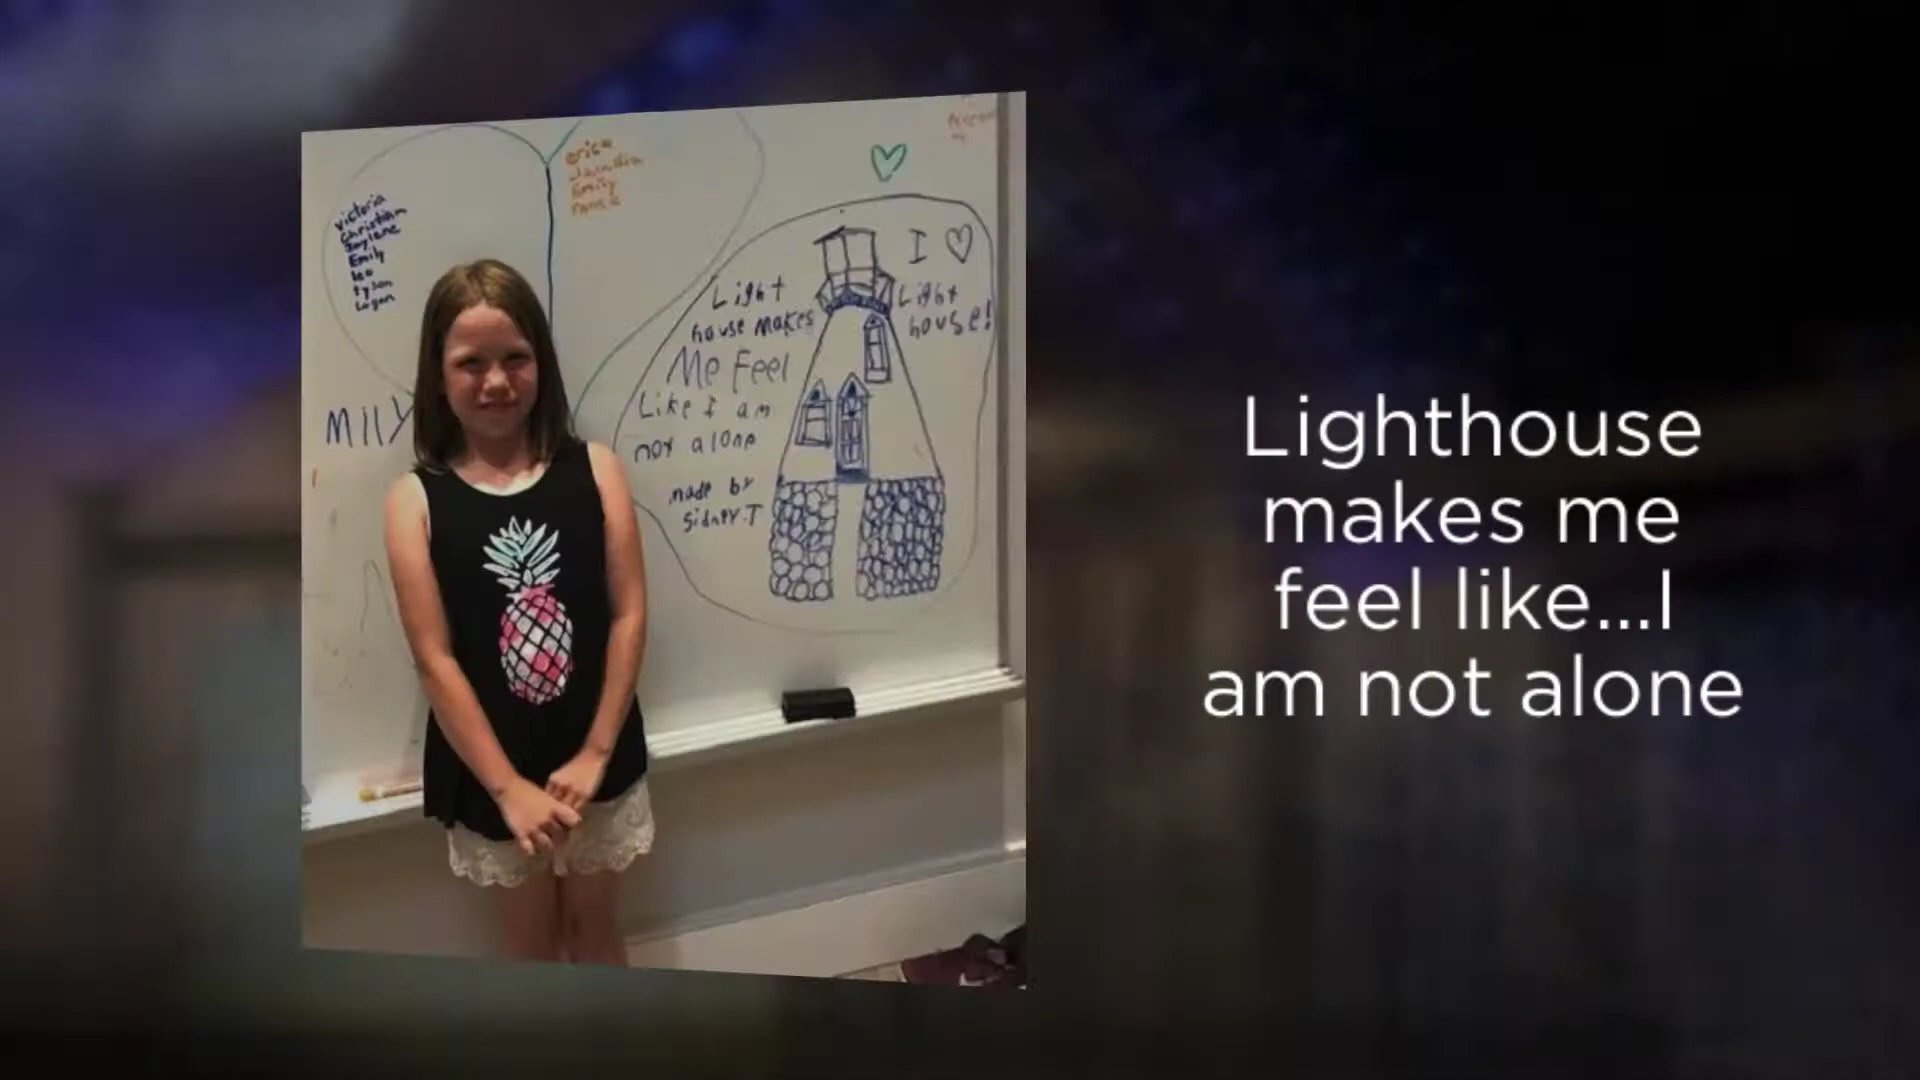 victoria
christian
Emily
leo
tylan
Logan
erica
Emily
MILY
I ♡
Light
house!
Light
house makes
Me Feel
Like I am
not alone
made by
Sidney.T
Lighthouse
makes me
feel like...I
am not alone